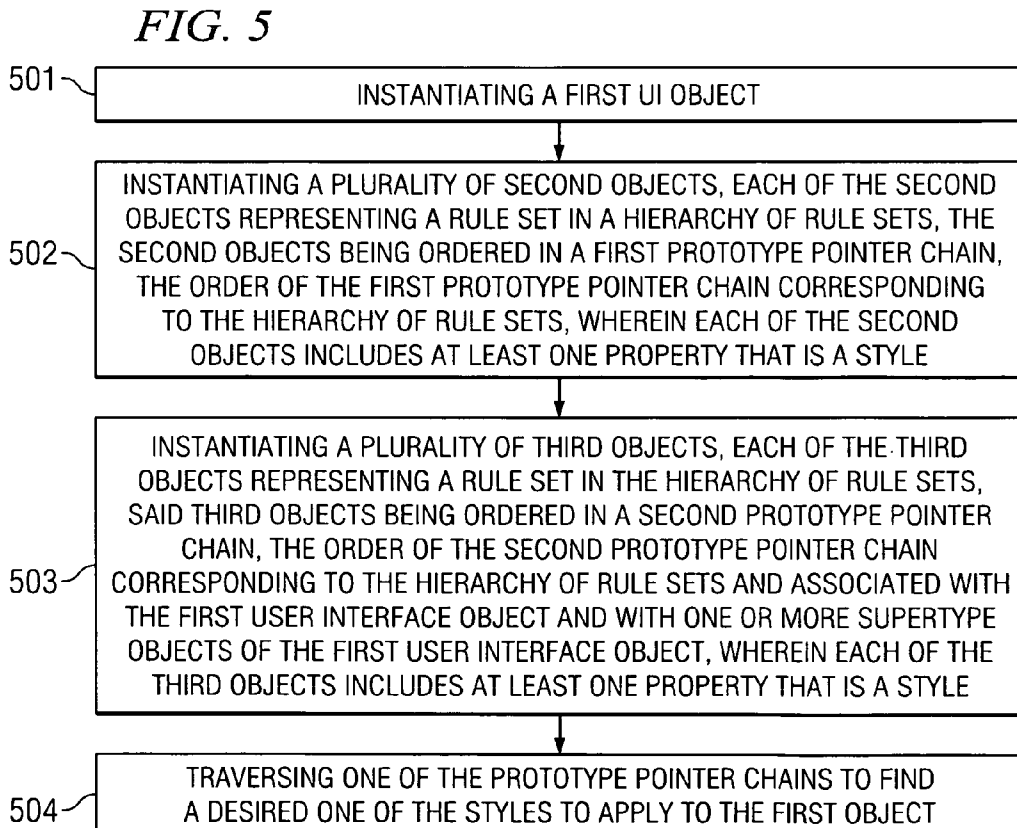 FIG. 5
501
INSTANTIATING A FIRST UI OBJECT
502
INSTANTIATING A PLURALITY OF SECOND OBJECTS, EACH OF THE SECOND
OBJECTS REPRESENTING A RULE SET IN A HIERARCHY OF RULE SETS, THE
SECOND OBJECTS BEING ORDERED IN A FIRST PROTOTYPE POINTER CHAIN,
THE ORDER OF THE FIRST PROTOTYPE POINTER CHAIN CORRESPONDING
TO THE HIERARCHY OF RULE SETS, WHEREIN EACH OF THE SECOND
OBJECTS INCLUDES AT LEAST ONE PROPERTY THAT IS A STYLE
503
INSTANTIATING A PLURALITY OF THIRD OBJECTS, EACH OF THE THIRD
OBJECTS REPRESENTING A RULE SET IN THE HIERARCHY OF RULE SETS,
SAID THIRD OBJECTS BEING ORDERED IN A SECOND PROTOTYPE POINTER
CHAIN, THE ORDER OF THE SECOND PROTOTYPE POINTER CHAIN
CORRESPONDING TO THE HIERARCHY OF RULE SETS AND ASSOCIATED WITH
THE FIRST USER INTERFACE OBJECT AND WITH ONE OR MORE SUPERTYPE
OBJECTS OF THE FIRST USER INTERFACE OBJECT, WHEREIN EACH OF THE
THIRD OBJECTS INCLUDES AT LEAST ONE PROPERTY THAT IS A STYLE
504
TRAVERSING ONE OF THE PROTOTYPE POINTER CHAINS TO FIND
A DESIRED ONE OF THE STYLES TO APPLY TO THE FIRST OBJECT